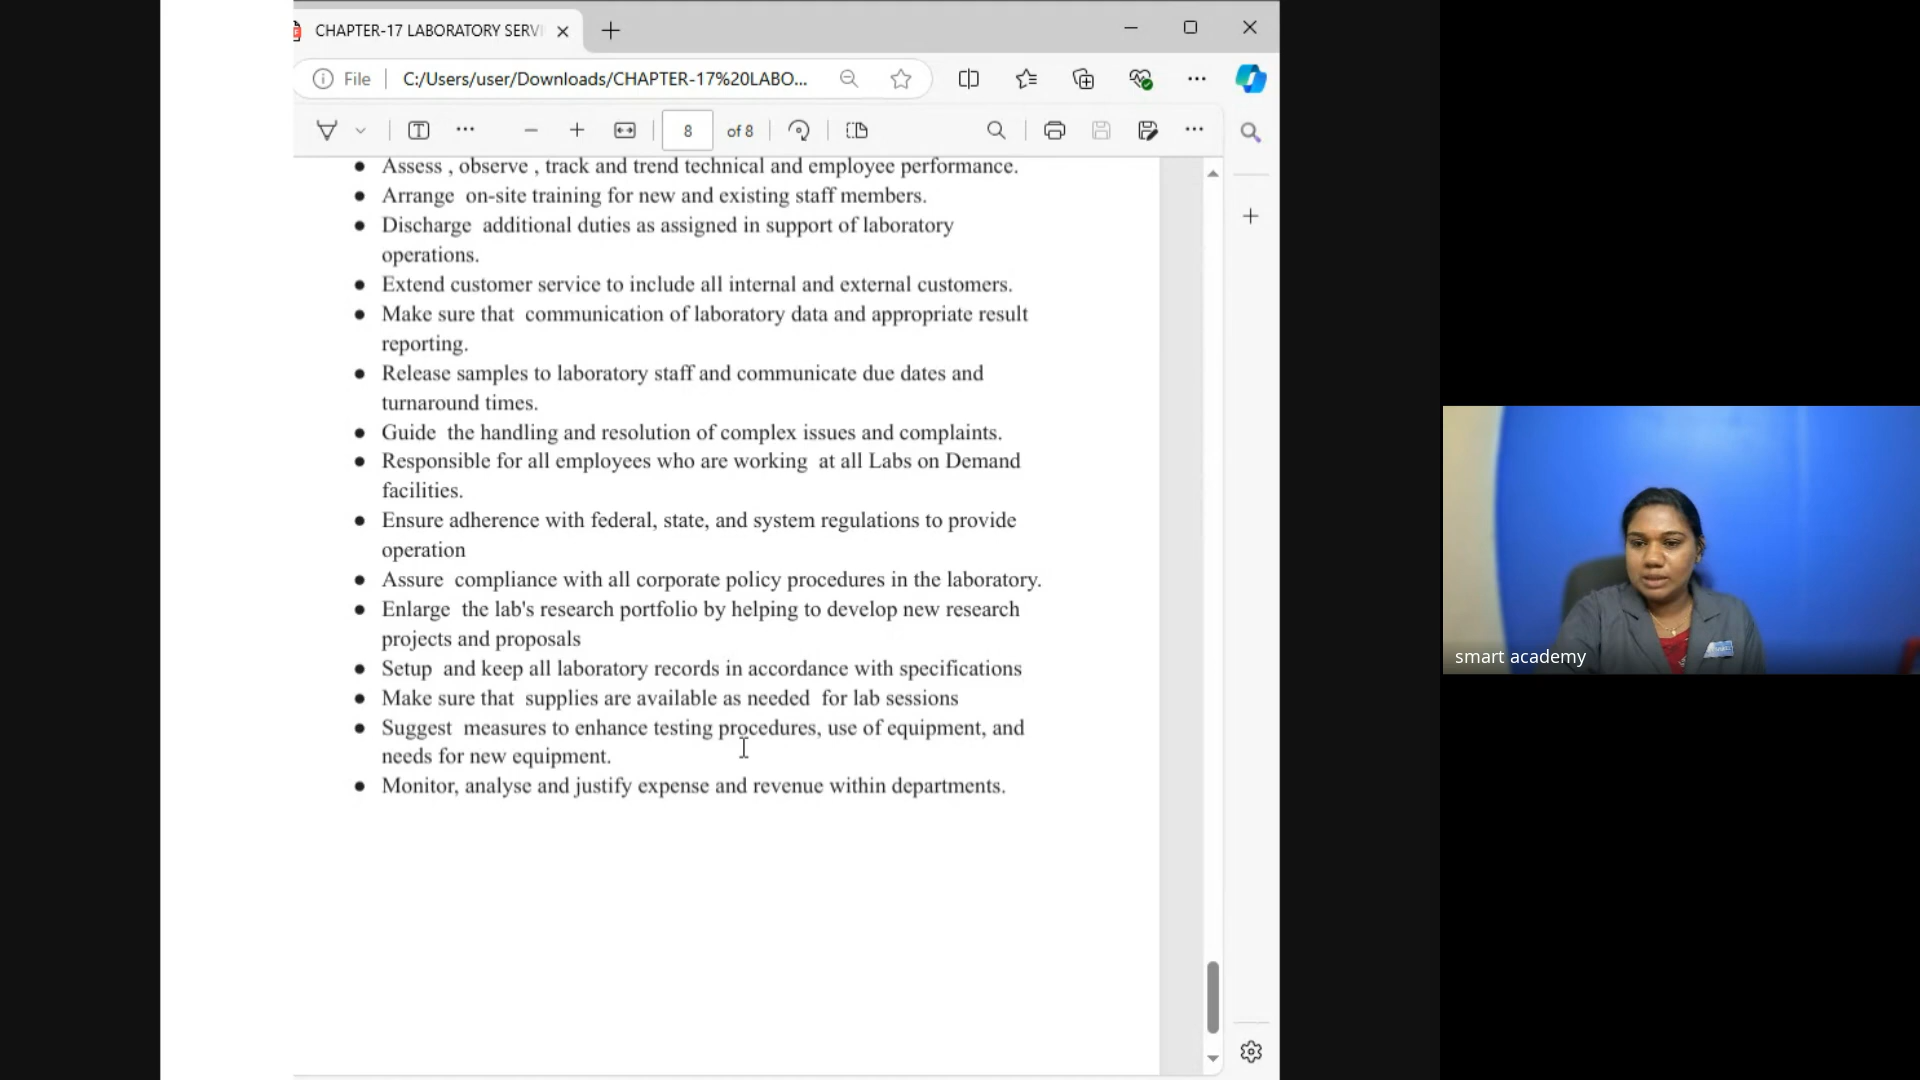 CHAPTER-17 LABORATORY SERV
File
C:/Users/user/Downloads/CHAPTER-17%20LABO...
8 of 8
● Assess , observe , track and trend technical and employee performance.
● Arrange on-site training for new and existing staff members.
● Discharge additional duties as assigned in support of laboratory
operations.
● Extend customer service to include all internal and external customers.
● Make sure that communication of laboratory data and appropriate result
reporting.
● Release samples to laboratory staff and communicate due dates and
turnaround times.
● Guide the handling and resolution of complex issues and complaints.
● Responsible for all employees who are working at all Labs on Demand
facilities.
● Ensure adherence with federal, state, and system regulations to provide
operation
● Assure compliance with all corporate policy procedures in the laboratory.
● Enlarge the lab's research portfolio by helping to develop new research
projects and proposals
● Setup and keep all laboratory records in accordance with specifications
● Make sure that supplies are available as needed for lab sessions
● Suggest measures to enhance testing procedures, use of equipment, and
needs for new equipment.
● Monitor, analyse and justify expense and revenue within departments.
smart academy